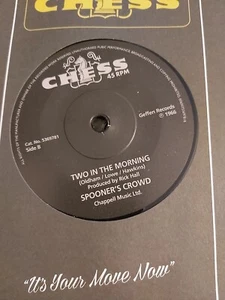 CHESS
CHESS
45 RPM
Cat. No. 5369781
Side B
Geffen Records
℗ 1966
TWO IN THE MORNING
(Oldham / Lowe / Hawkins)
Produced by Rick Hall
SPOONER'S CROWD
Chappell Music Ltd.
"It's Your Move Now"